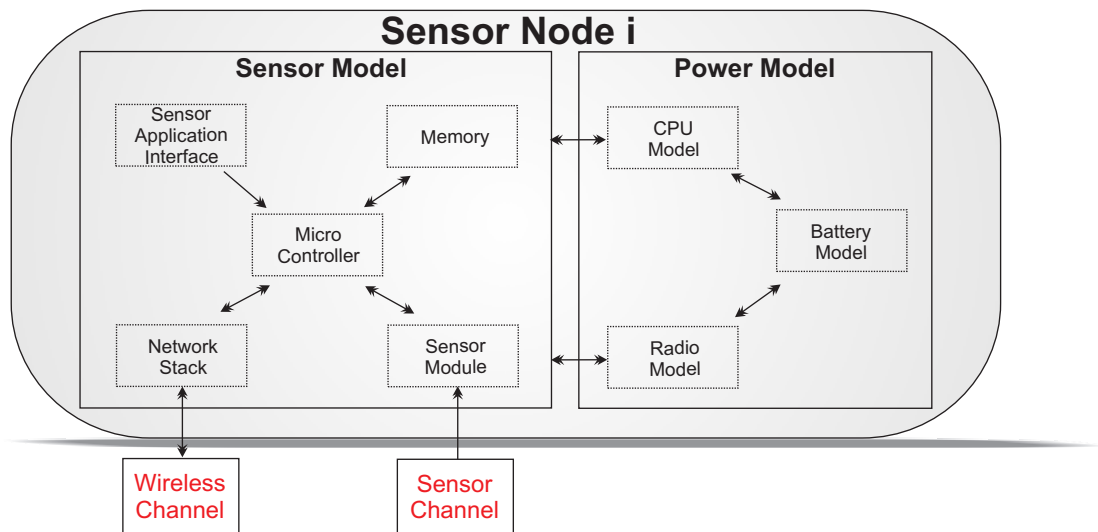 Sensor Node i
Sensor Model
Power Model
Sensor
Application
Interface
Memory
CPU
Model
Micro
Controller
Battery
Model
Network
Stack
Sensor
Module
Radio
Model
Wireless
Channel
Sensor
Channel